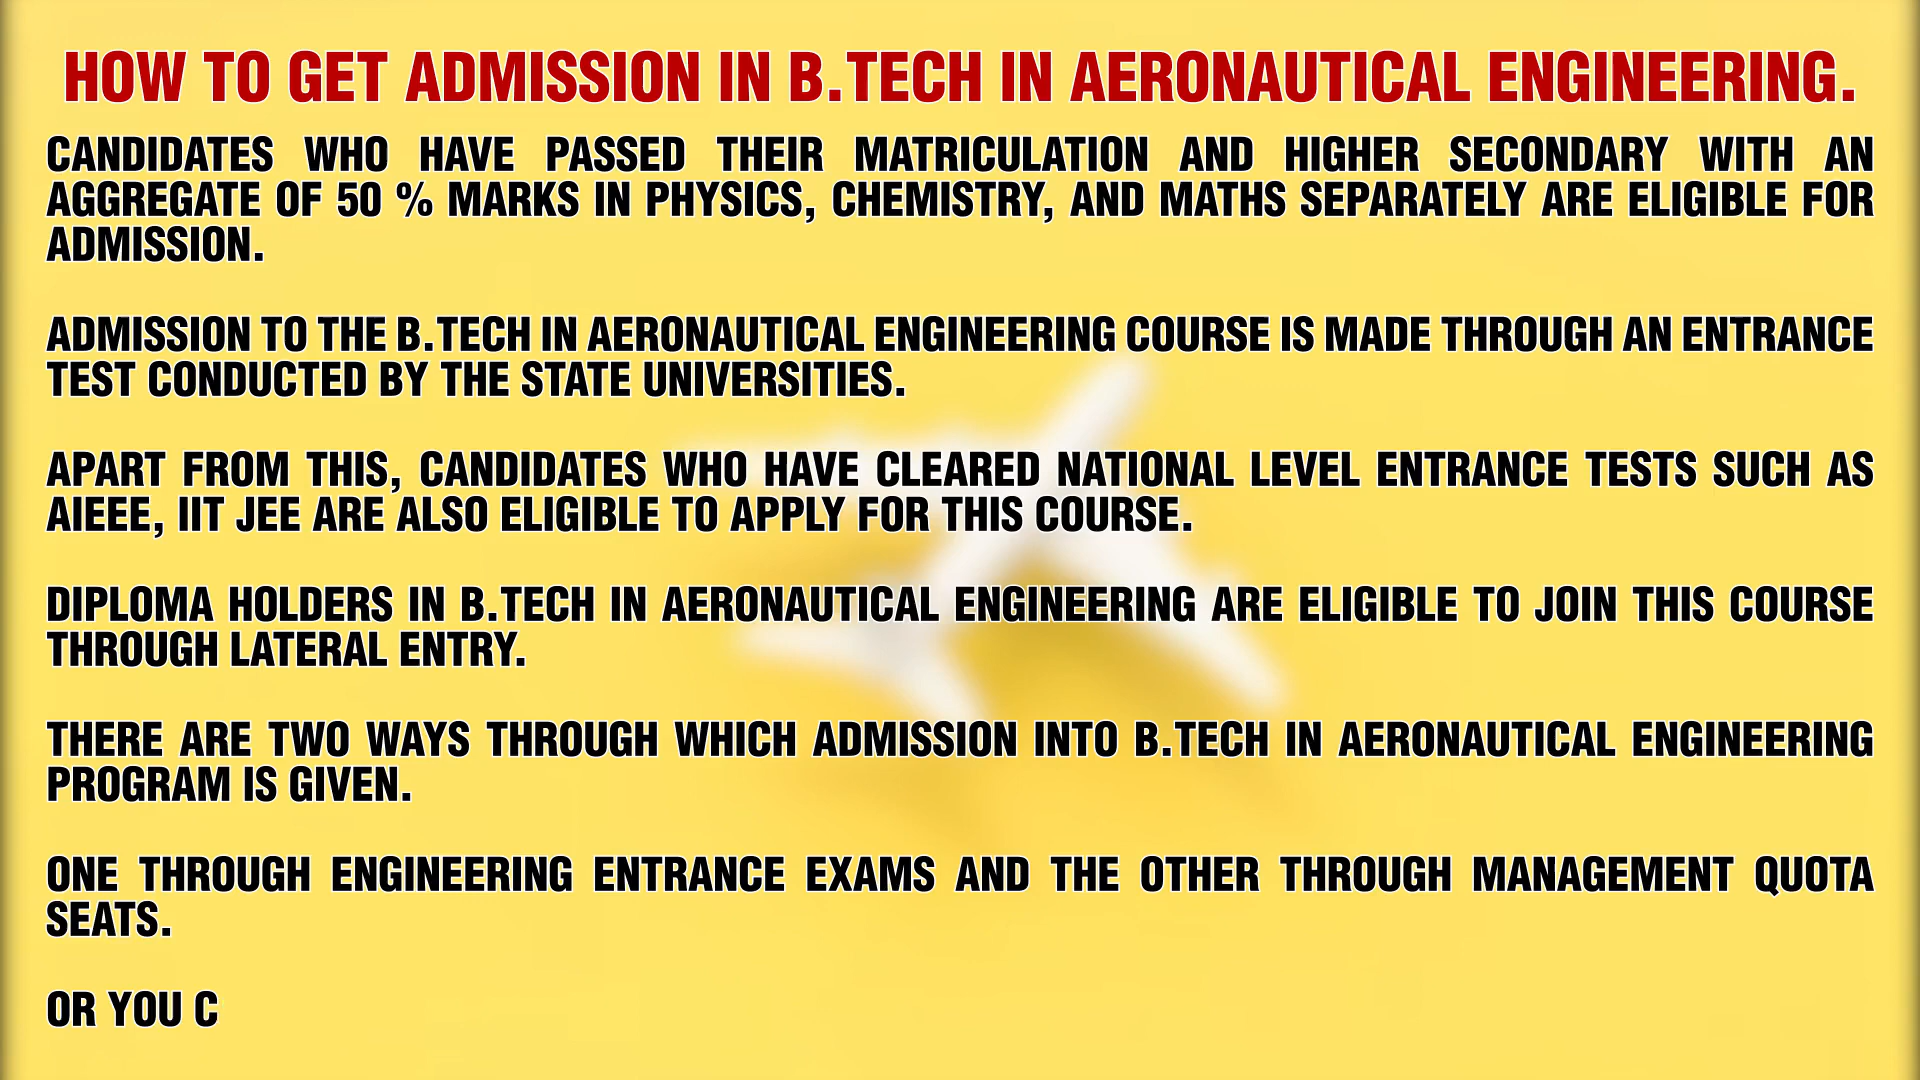 HOW TO GET ADMISSION IN B.TECH IN AERONAUTICAL ENGINEERING.
CANDIDATES WHO HAVE PASSED THEIR MATRICULATION AND HIGHER SECONDARY WITH AN
AGGREGATE OF 50 % MARKS IN PHYSICS, CHEMISTRY, AND MATHS SEPARATELY ARE ELIGIBLE FOR
ADMISSION.
ADMISSION TO THE B.TECH IN AERONAUTICAL ENGINEERING COURSE IS MADE THROUGH AN ENTRANCE
TEST CONDUCTED BY THE STATE UNIVERSITIES.
APART FROM THIS, CANDIDATES WHO HAVE CLEARED NATIONAL LEVEL ENTRANCE TESTS SUCH AS
AIEEE, IIT JEE ARE ALSO ELIGIBLE TO APPLY FOR THIS COURSE.
DIPLOMA HOLDERS IN B.TECH IN AERONAUTICAL ENGINEERING ARE ELIGIBLE TO JOIN THIS COURSE
THROUGH LATERAL ENTRY.
THERE ARE TWO WAYS THROUGH WHICH ADMISSION INTO B.TECH IN AERONAUTICAL ENGINEERING
PROGRAM IS GIVEN.
ONE THROUGH ENGINEERING ENTRANCE EXAMS AND THE OTHER THROUGH MANAGEMENT QUOTA
SEATS.
OR YOU C